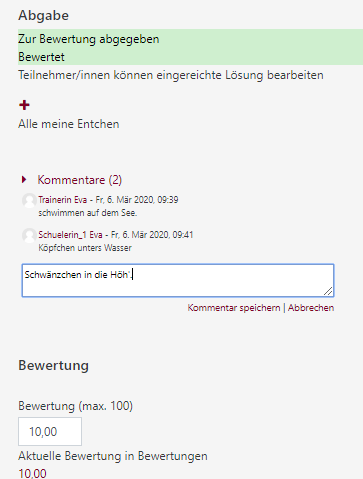 Abgabe
Zur Bewertung abgegeben
Bewertet
Teilnehmer/innen können eingereichte Lösung bearbeiten
Alle meine Entchen
Kommentare (2)
Trainerin Eva - Fr, 6. Mär 2020, 09:39
schwimmen auf dem See.
Schuelerin_1 Eva - Fr, 6. Mär 2020, 09:41
Köpfchen unters Wasser
Schwänzchen in die Höh'.
Kommentar speichern | Abbrechen
Bewertung
Bewertung (max. 100)
10,00
Aktuelle Bewertung in Bewertungen
10,00